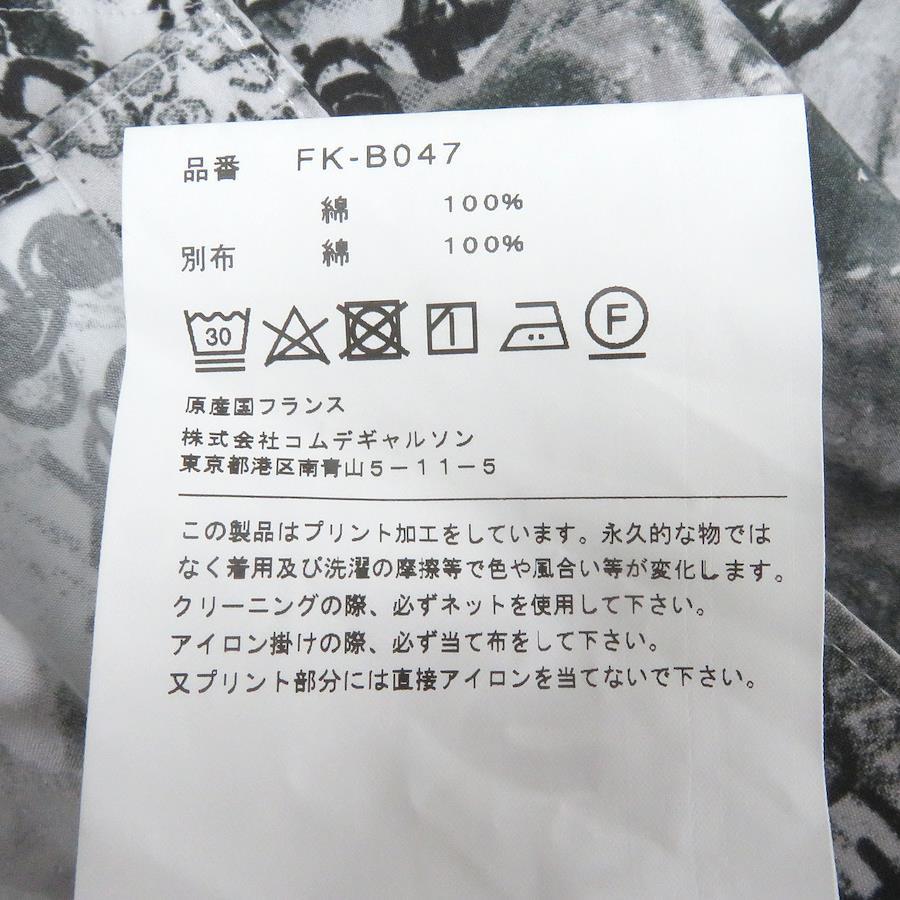 品番 FK-B047
綿 100%
別布 綿 100%
30
F
原産国フランス
株式会社コムデギャルソン
東京都港区南青山5-11-5
この製品はプリント加工をしています。永久的な物では
なく着用及び洗濯の摩擦等で色や風合い等が変化します。
クリーニングの際、必ずネットを使用して下さい。
アイロン掛けの際、必ず当て布をして下さい。
又プリント部分には直接アイロンを当てないで下さい。